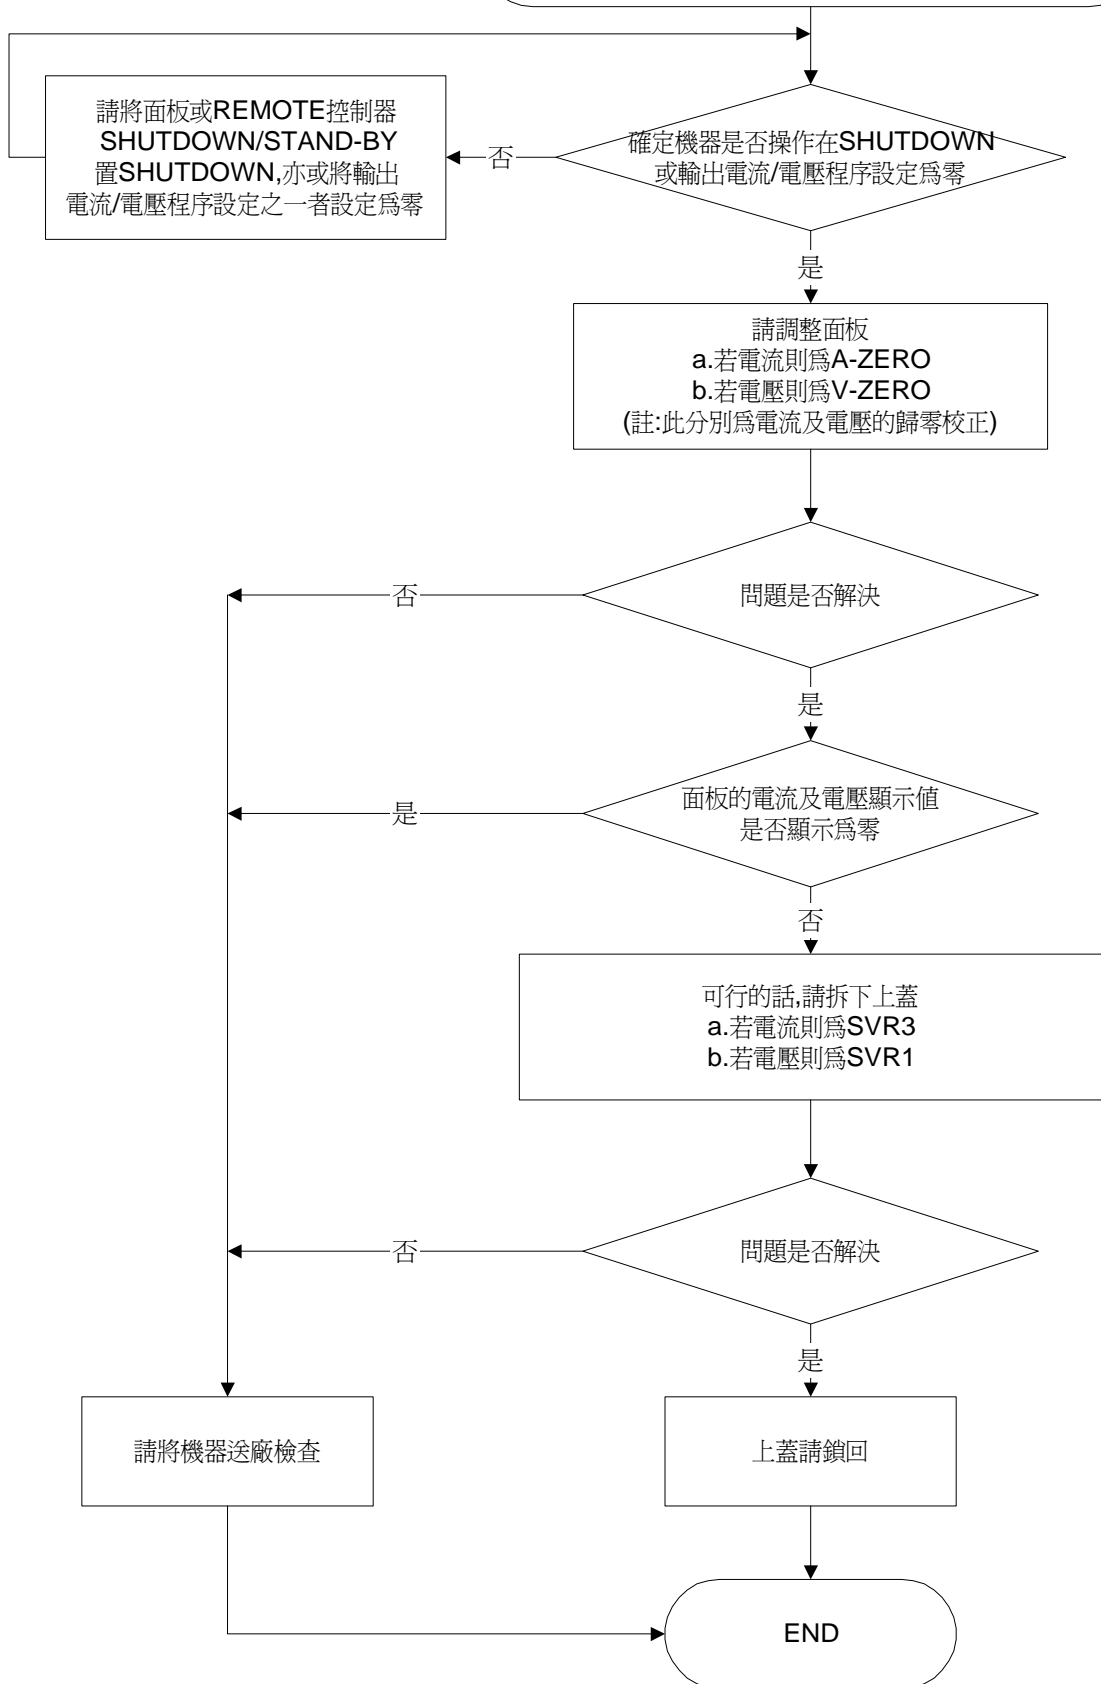 請將面板或REMOTE控制器
SHUTDOWN/STAND-BY
置SHUTDOWN,亦或將輸出
電流/電壓程序設定之一者設定爲零
否
確定機器是否操作在SHUTDOWN
或輸出電流/電壓程序設定爲零
是
請調整面板
a.若電流則爲A-ZERO
b.若電壓則爲V-ZERO
(註:此分別爲電流及電壓的歸零校正)
否
問題是否解決
是
是
面板的電流及電壓顯示值
是否顯示爲零
否
可行的話,請拆下上蓋
a.若電流則爲SVR3
b.若電壓則爲SVR1
否
問題是否解決
是
請將機器送廠檢查
上蓋請鎖回
END